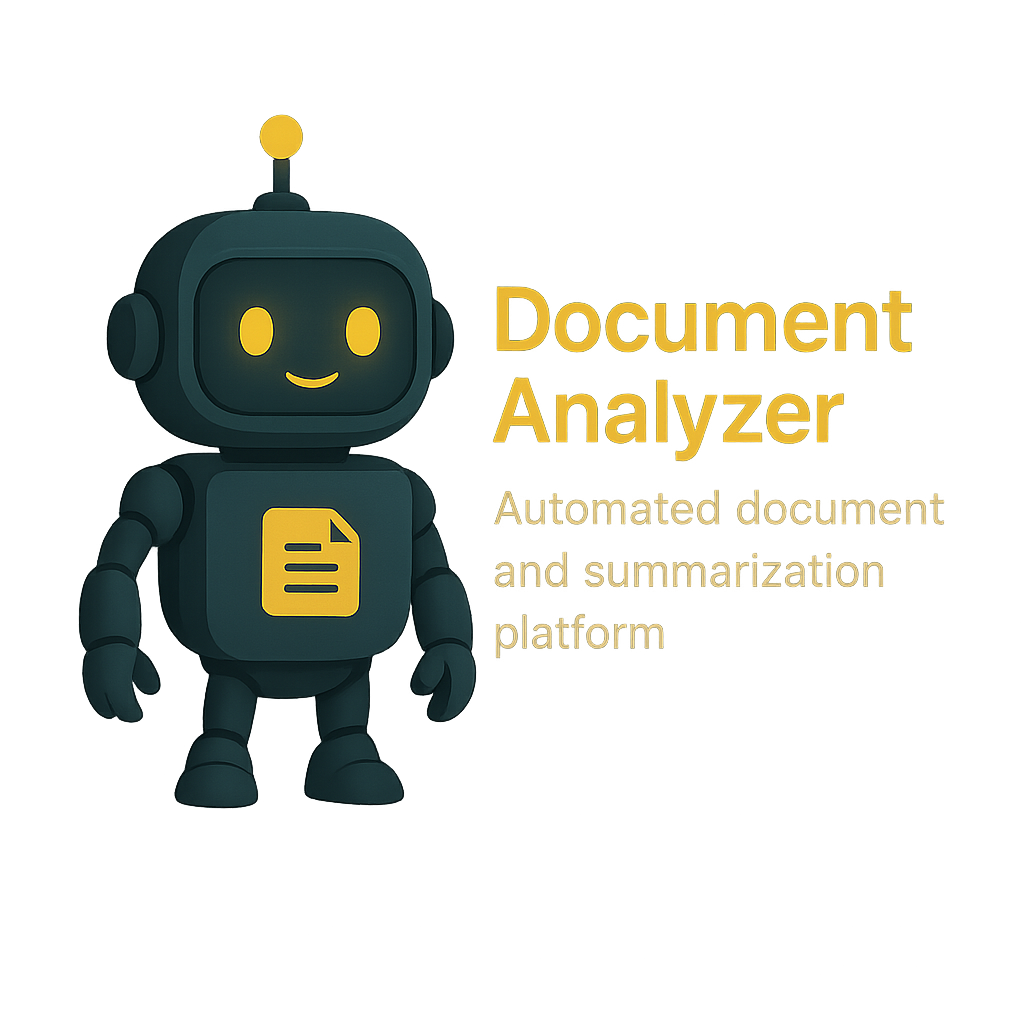 Document
Analyzer
Automated document
and summarization
platform